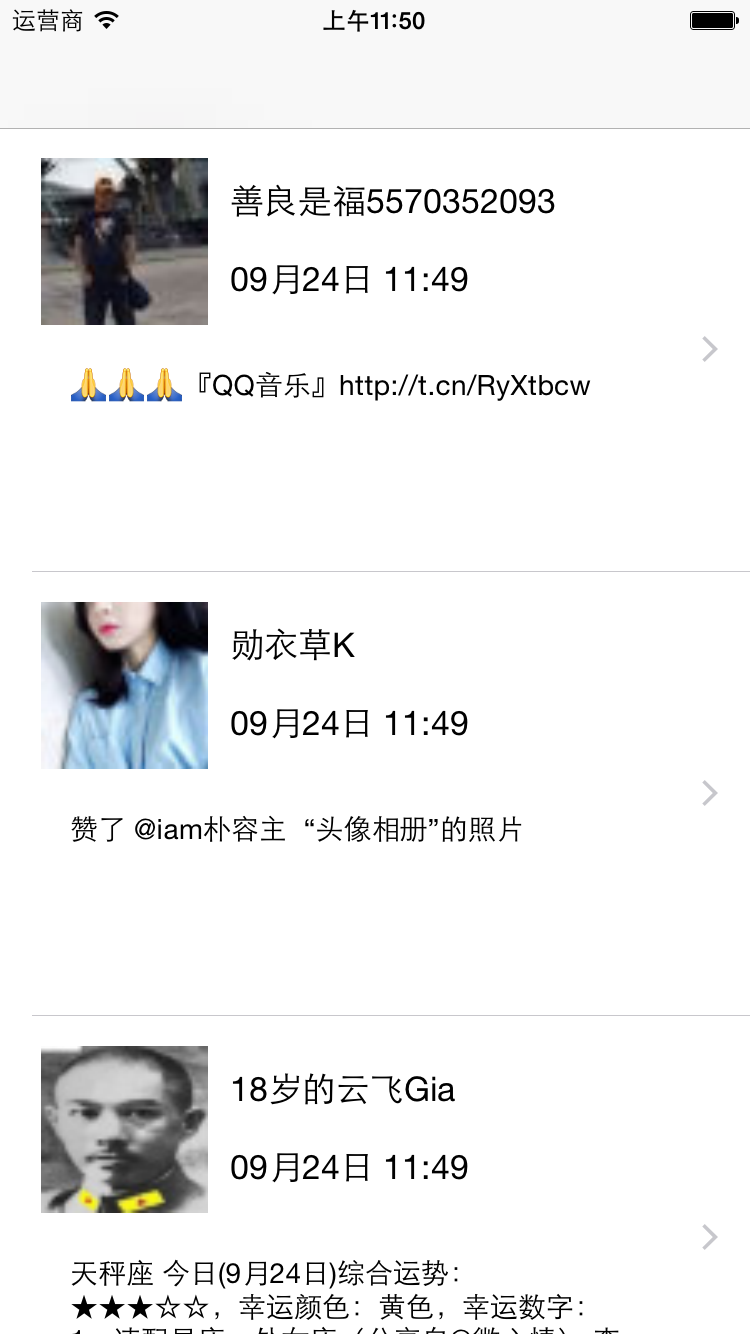 运营商 上午11:50
善良是福5570352093
09月24日 11:49
🙏🙏🙏『QQ音乐』http://t.cn/RyXtbcw
勋衣草K
09月24日 11:49
赞了 @iam朴容主 “头像相册”的照片
18岁的云飞Gia
09月24日 11:49
天秤座 今日(9月24日)综合运势：
★★★☆☆，幸运颜色：黄色，幸运数字：